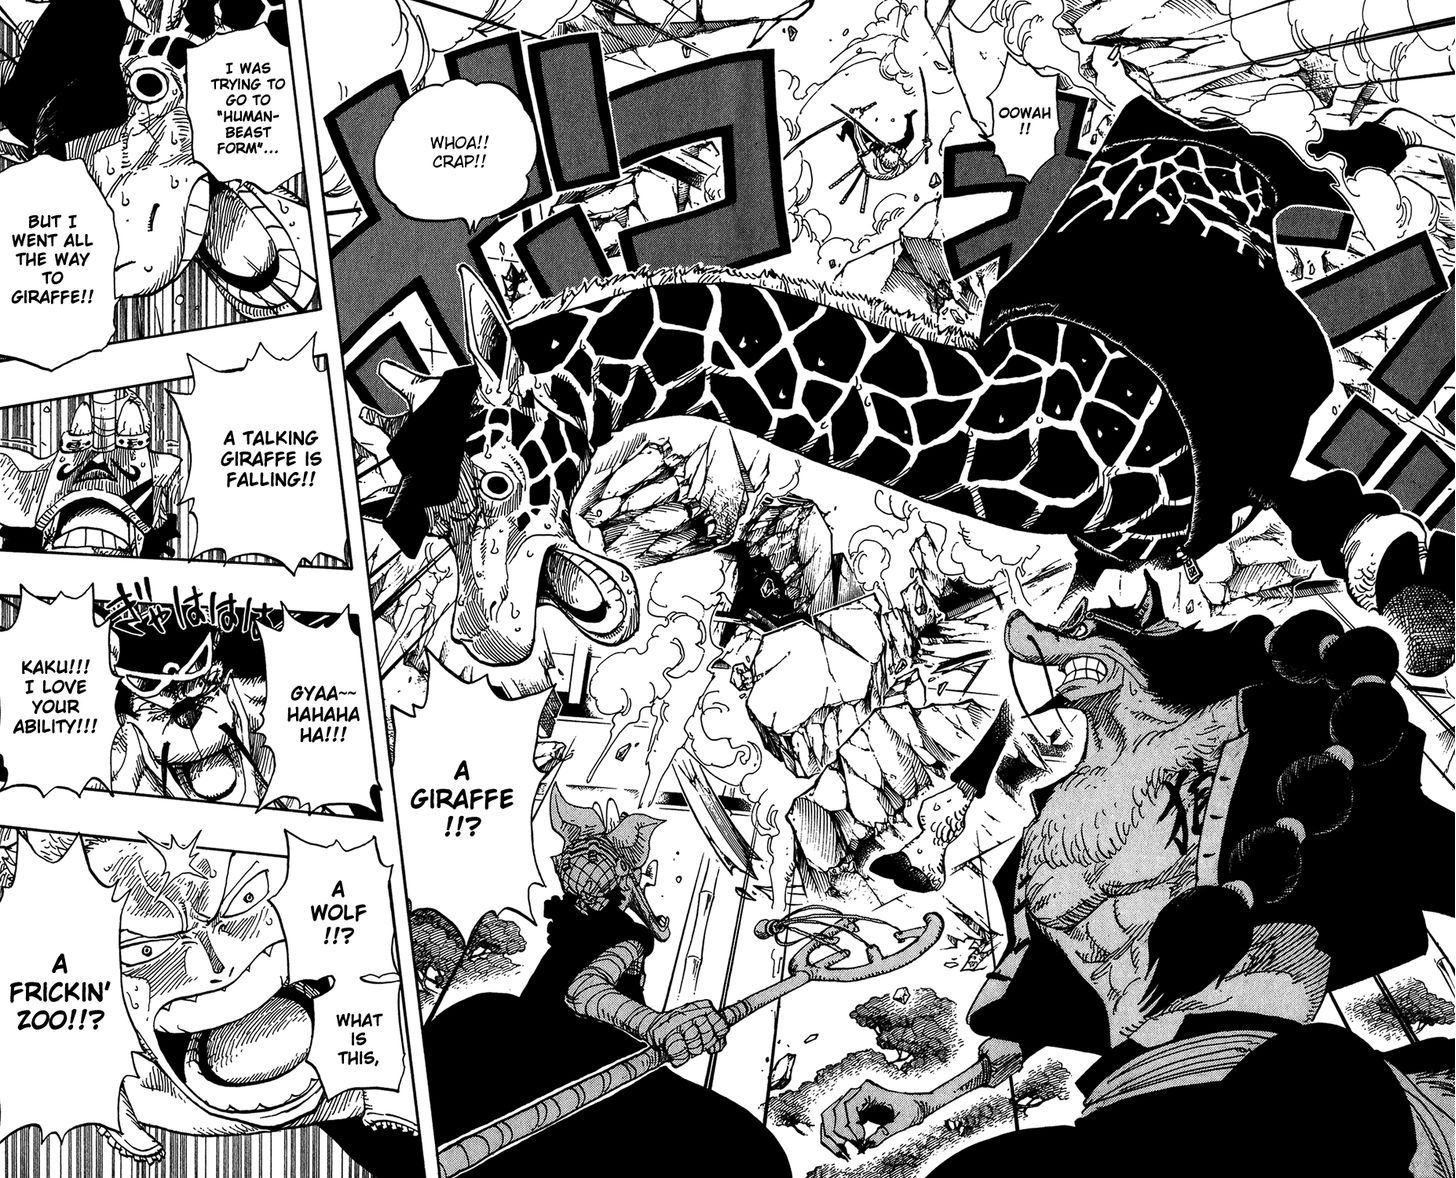 OOWAH
!!
WHOA!!
CRAP!!
A
GIRAFFE
!!?
I WAS
TRYING TO
GO TO
"HUMAN-
BEAST
FORM"...
BUT I
WENT ALL
THE WAY
TO
GIRAFFE!!
A TALKING
GIRAFFE IS
FALLING!!
ぎゃはははは
GYAA~~
HAHAHA
HA!!!
KAKU!!!
I LOVE
YOUR
ABILITY!!!
A
WOLF
!!?
WHAT
IS
THIS,
A
FRICKIN'
ZOO!!?